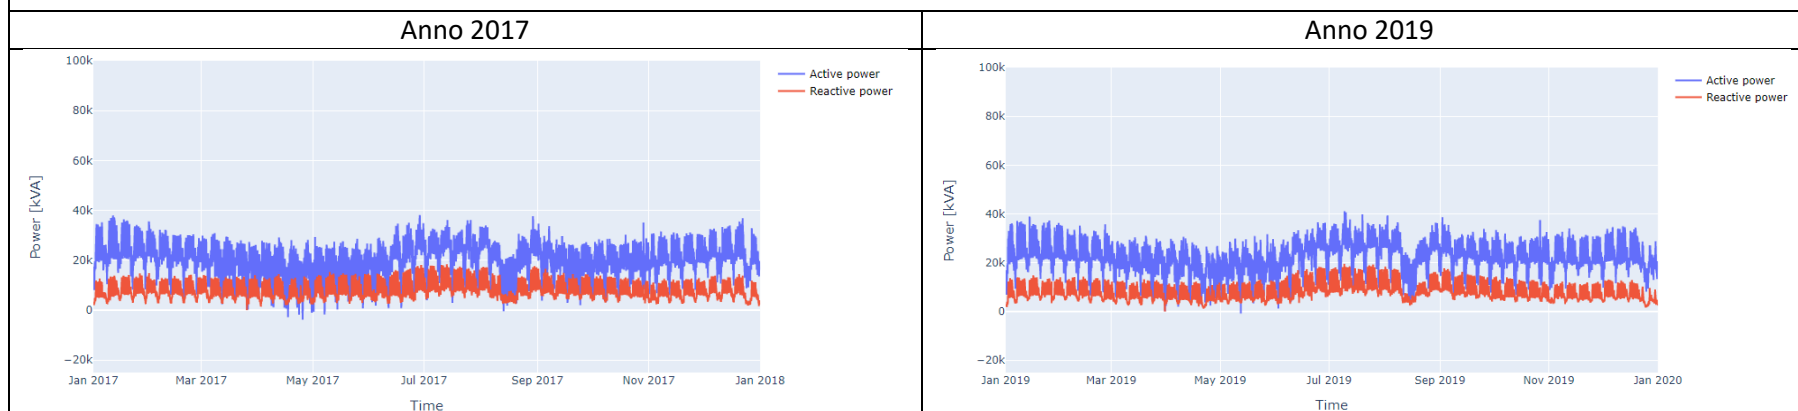 Anno 2017
Anno 2019
100k
80k
60k
40k
20k
0
−20k
Power [kVA]
Jan 2017
Mar 2017
May 2017
Jul 2017
Sep 2017
Nov 2017
Jan 2018
Time
Active power
Reactive power
100k
80k
60k
40k
20k
0
−20k
Power [kVA]
Jan 2019
Mar 2019
May 2019
Jul 2019
Sep 2019
Nov 2019
Jan 2020
Time
Active power
Reactive power